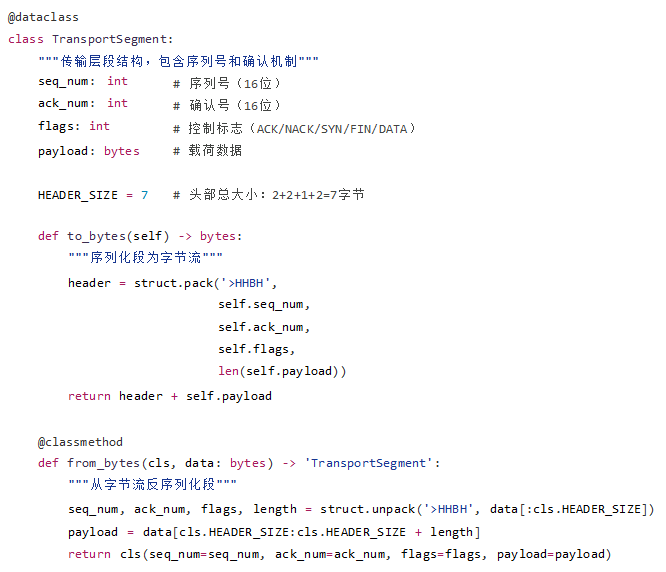 @dataclass
class TransportSegment:
    """传输层段结构，包含序列号和确认机制"""
    seq_num: int      # 序列号（16位）
    ack_num: int      # 确认号（16位）
    flags: int        # 控制标志（ACK/NACK/SYN/FIN/DATA）
    payload: bytes    # 载荷数据
    HEADER_SIZE = 7   # 头部总大小：2+2+1+2=7字节
    def to_bytes(self) -> bytes:
        """序列化段为字节流"""
        header = struct.pack('>HHBH',
                            self.seq_num,
                            self.ack_num,
                            self.flags,
                            len(self.payload))
        return header + self.payload
    @classmethod
    def from_bytes(cls, data: bytes) -> 'TransportSegment':
        """从字节流反序列化段"""
        seq_num, ack_num, flags, length = struct.unpack('>HHBH', data[:cls.HEADER_SIZE])
        payload = data[cls.HEADER_SIZE:cls.HEADER_SIZE + length]
        return cls(seq_num=seq_num, ack_num=ack_num, flags=flags, payload=payload)